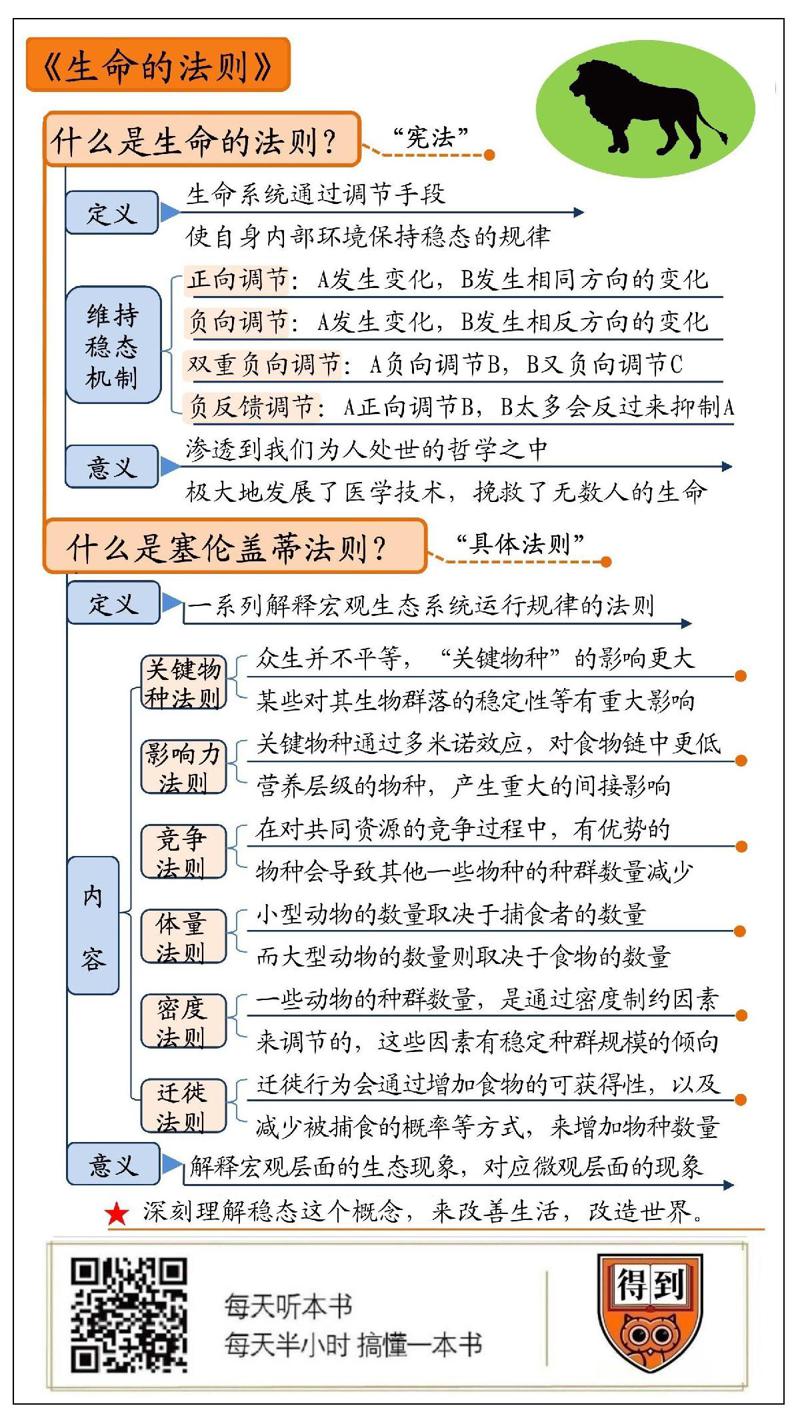 《生命的法则》
什么是生命的法则？
“宪法”
定义
生命系统通过调节手段
使自身内部环境保持稳态的规律
维持
稳态
机制
正向调节：A发生变化，B发生相同方向的变化
负向调节：A发生变化，B发生相反方向的变化
双重负向调节：A负向调节B，B又负向调节C
负反馈调节：A正向调节B，B太多会反过来抑制A
意义
渗透到我们为人处世的哲学之中
极大地发展了医学技术，挽救了无数人的生命
什么是塞伦盖蒂法则？
“具体法则”
定义
一系列解释宏观生态系统运行规律的法则
内
容
关键物
种法则
众生并不平等，“关键物种”的影响更大
某些对其生物群落的稳定性等有重大影响
影响力
法则
关键物种通过多米诺效应，对食物链中更低
营养层级的物种，产生重大的间接影响
竞争
法则
在对共同资源的竞争过程中，有优势的
物种会导致其他一些物种的种群数量减少
体量
法则
小型动物的数量取决于捕食者的数量
而大型动物的数量则取决于食物的数量
密度
法则
一些动物的种群数量，是通过密度制约因素
来调节的，这些因素有稳定种群规模的倾向
迁徙
法则
迁徙行为会通过增加食物的可获得性，以及
减少被捕食的概率等方式，来增加物种数量
意义
解释宏观层面的生态现象，对应微观层面的现象
★ 深刻理解稳态这个概念，来改善生活，改造世界。
每天听本书
每天半小时 搞懂一本书
得到